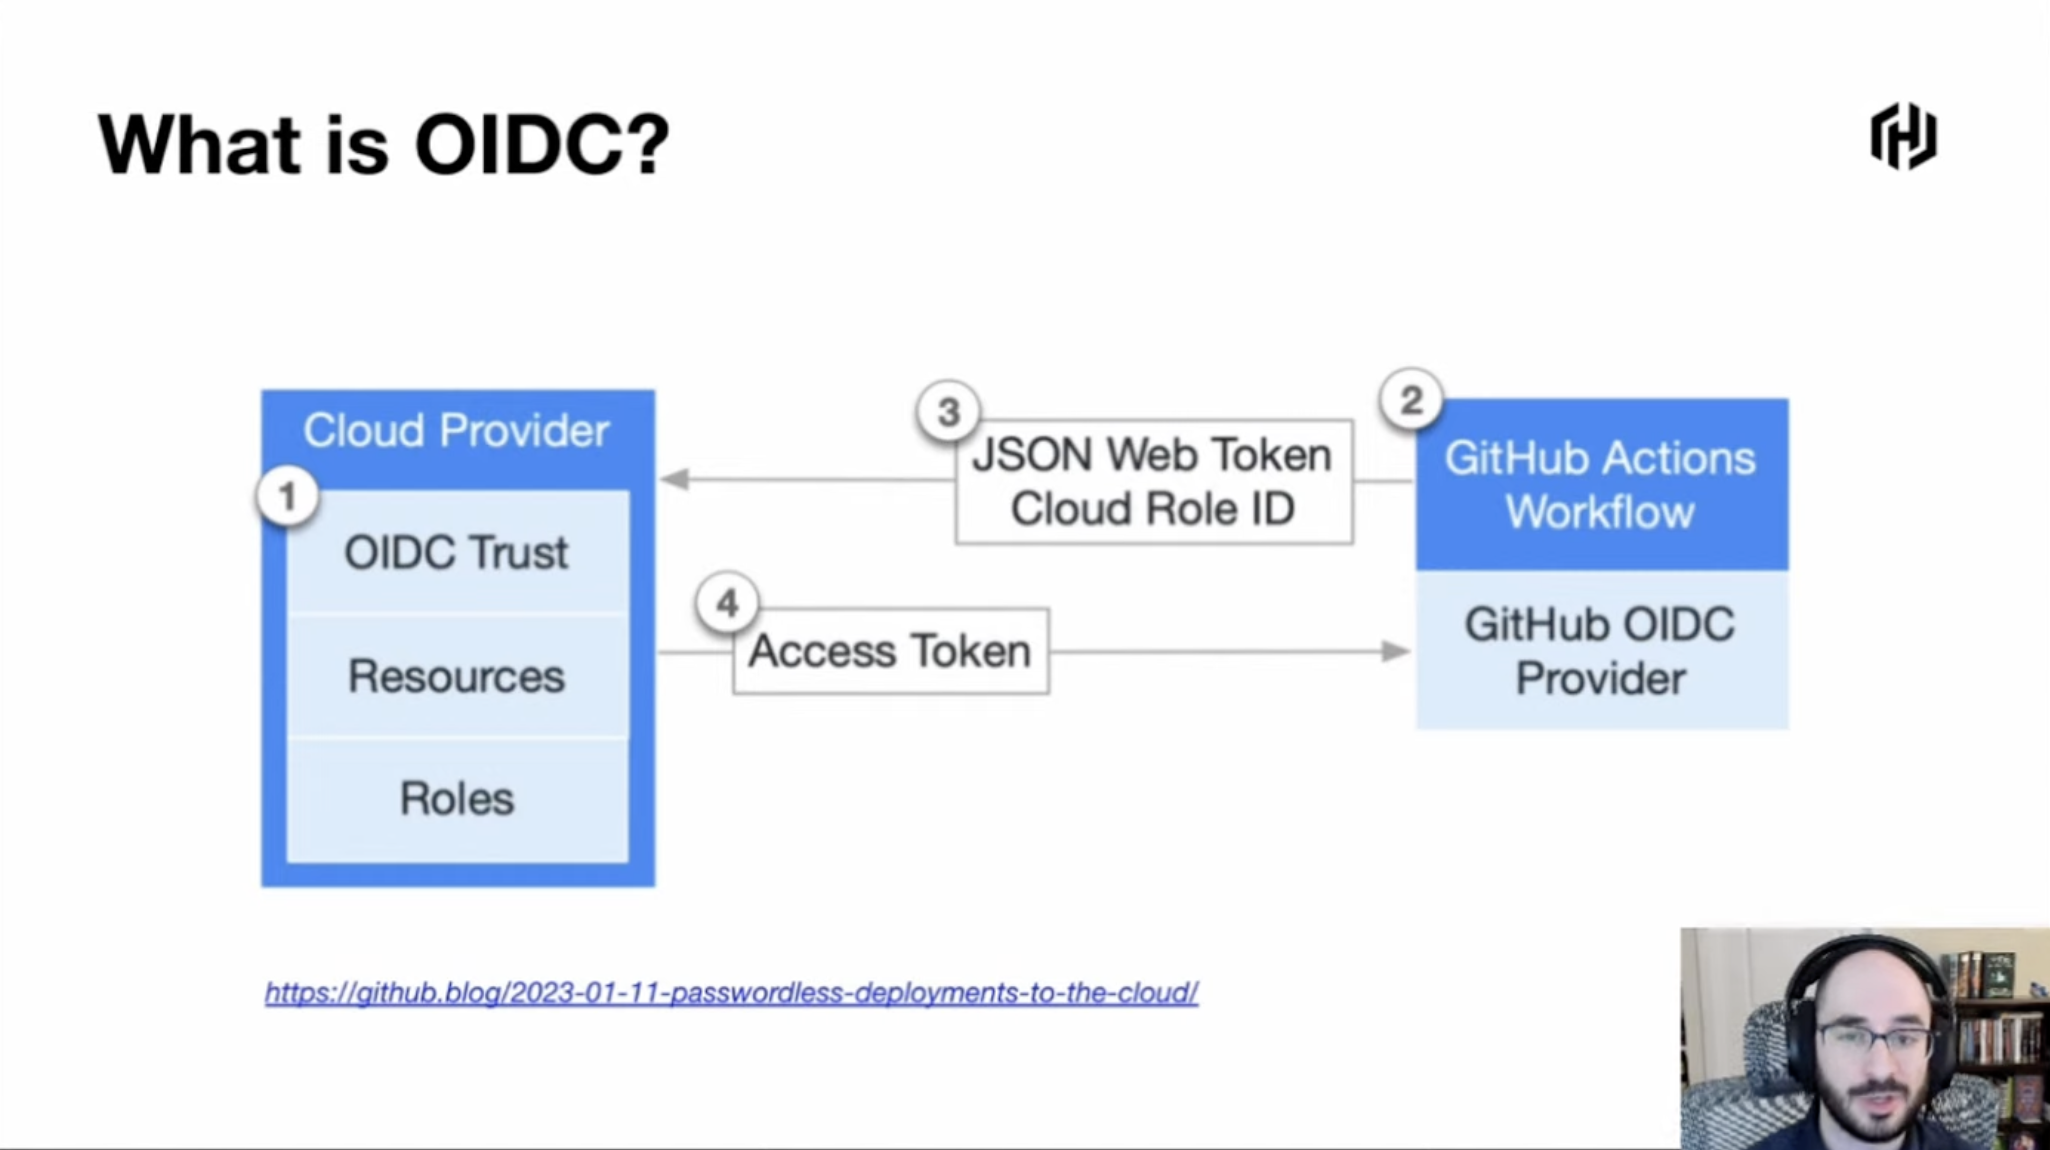 What is OIDC?
Cloud Provider
1
OIDC Trust
Resources
Roles
3
JSON Web Token
Cloud Role ID
4
Access Token
2
GitHub Actions
Workflow
GitHub OIDC
Provider
https://github.blog/2023-01-11-passwordless-deployments-to-the-cloud/